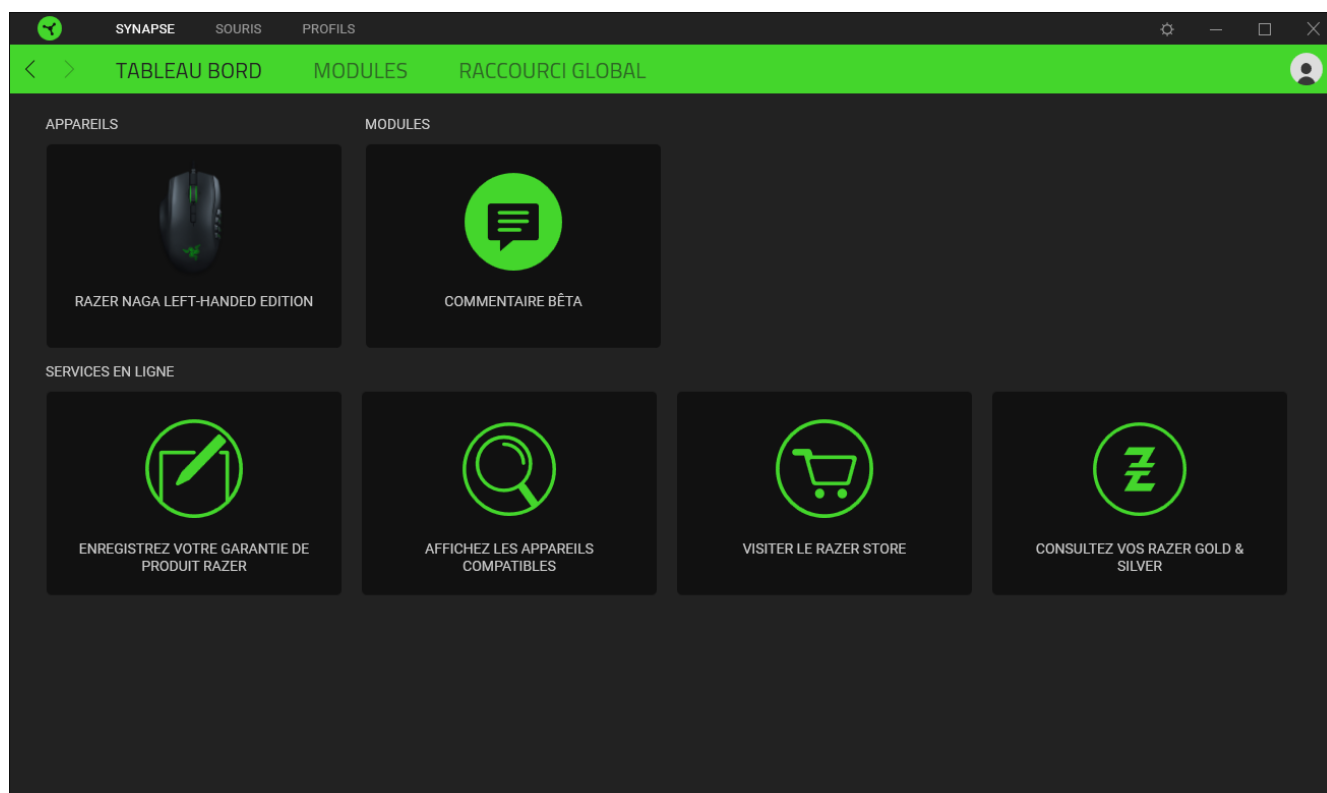 SYNAPSE SOURIS PROFILS
TABLEAU BORD MODULES RACCOURCI GLOBAL
APPAREILS MODULES
RAZER NAGA LEFT-HANDED EDITION COMMENTAIRE BÊTA
SERVICES EN LIGNE
ENREGISTREZ VOTRE GARANTIE DE
PRODUIT RAZER
AFFICHEZ LES APPAREILS
COMPATIBLES
VISITER LE RAZER STORE
CONSULTEZ VOS RAZER GOLD &
SILVER